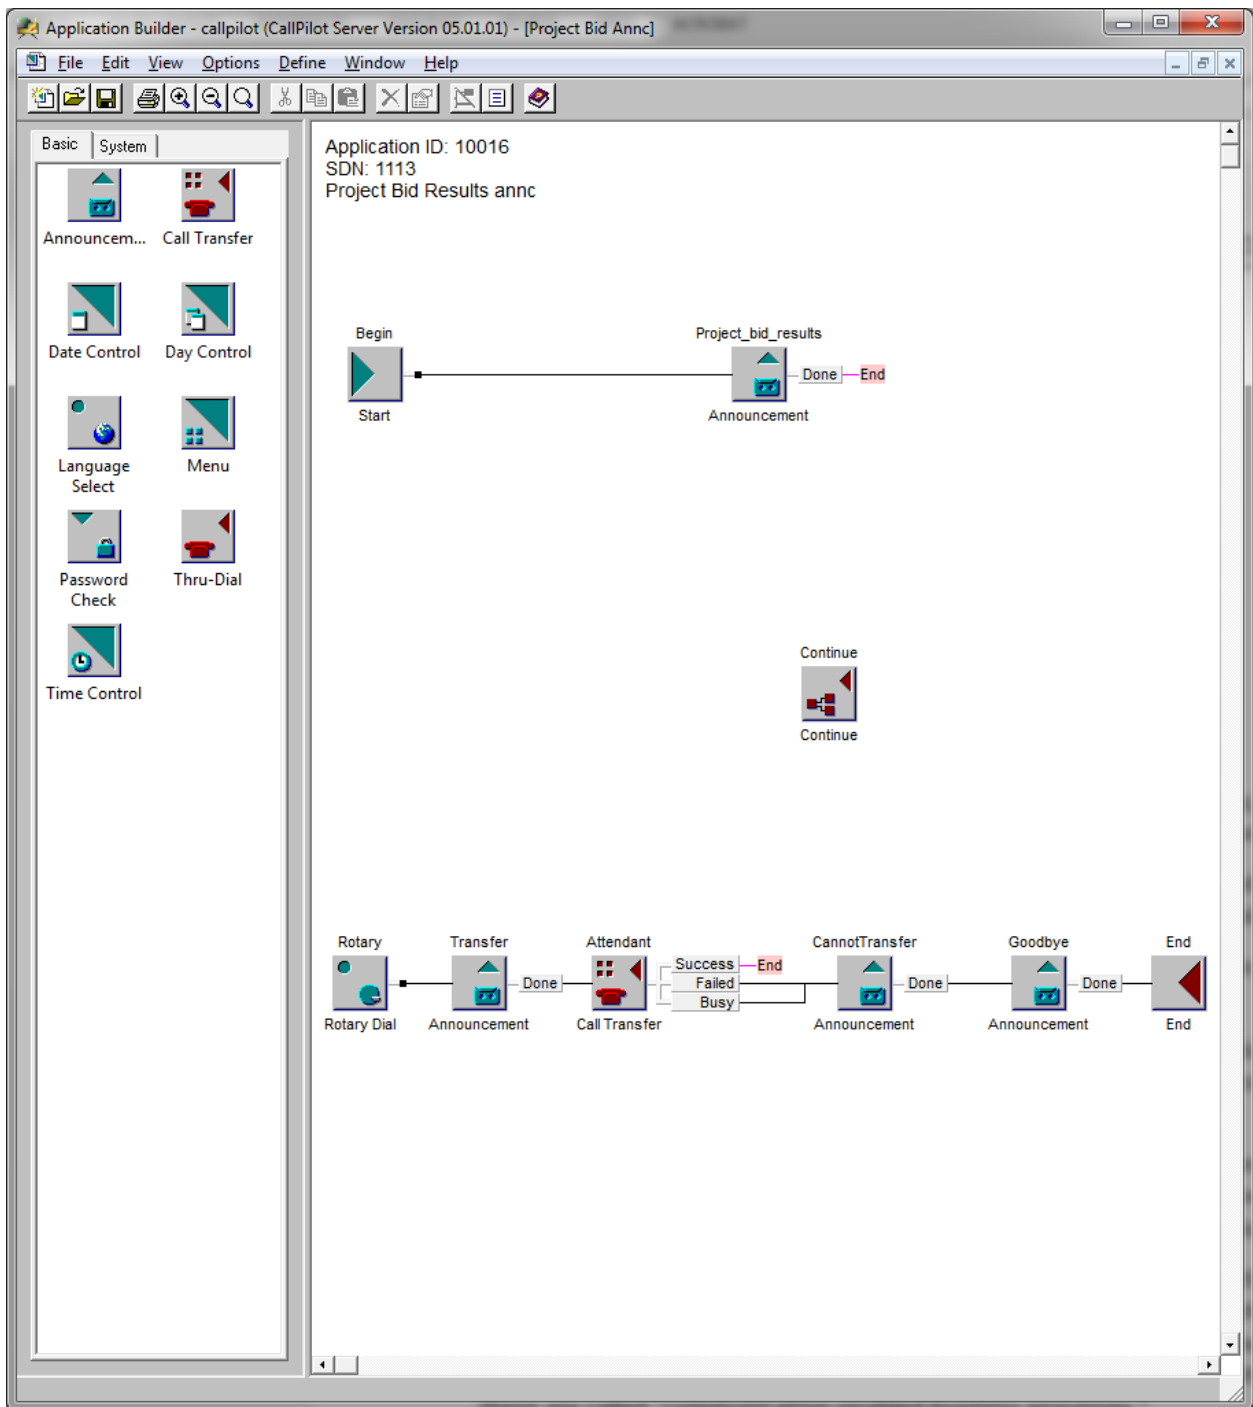 Application Builder - callpilot (CallPilot Server Version 05.01.01) - [Project Bid Annc]
File Edit View Options Define Window Help
Basic System
Announcem... Call Transfer
Date Control Day Control
Language Select Menu
Password Check Thru-Dial
Time Control
Application ID: 10016
SDN: 1113
Project Bid Results annc
Begin Project_bid_results
Done End
Start Announcement
Continue
Continue
Rotary Transfer Attendant CannotTransfer Goodbye End
Success End
Done Failed Done Done
Busy
Rotary Dial Announcement Call Transfer Announcement Announcement End